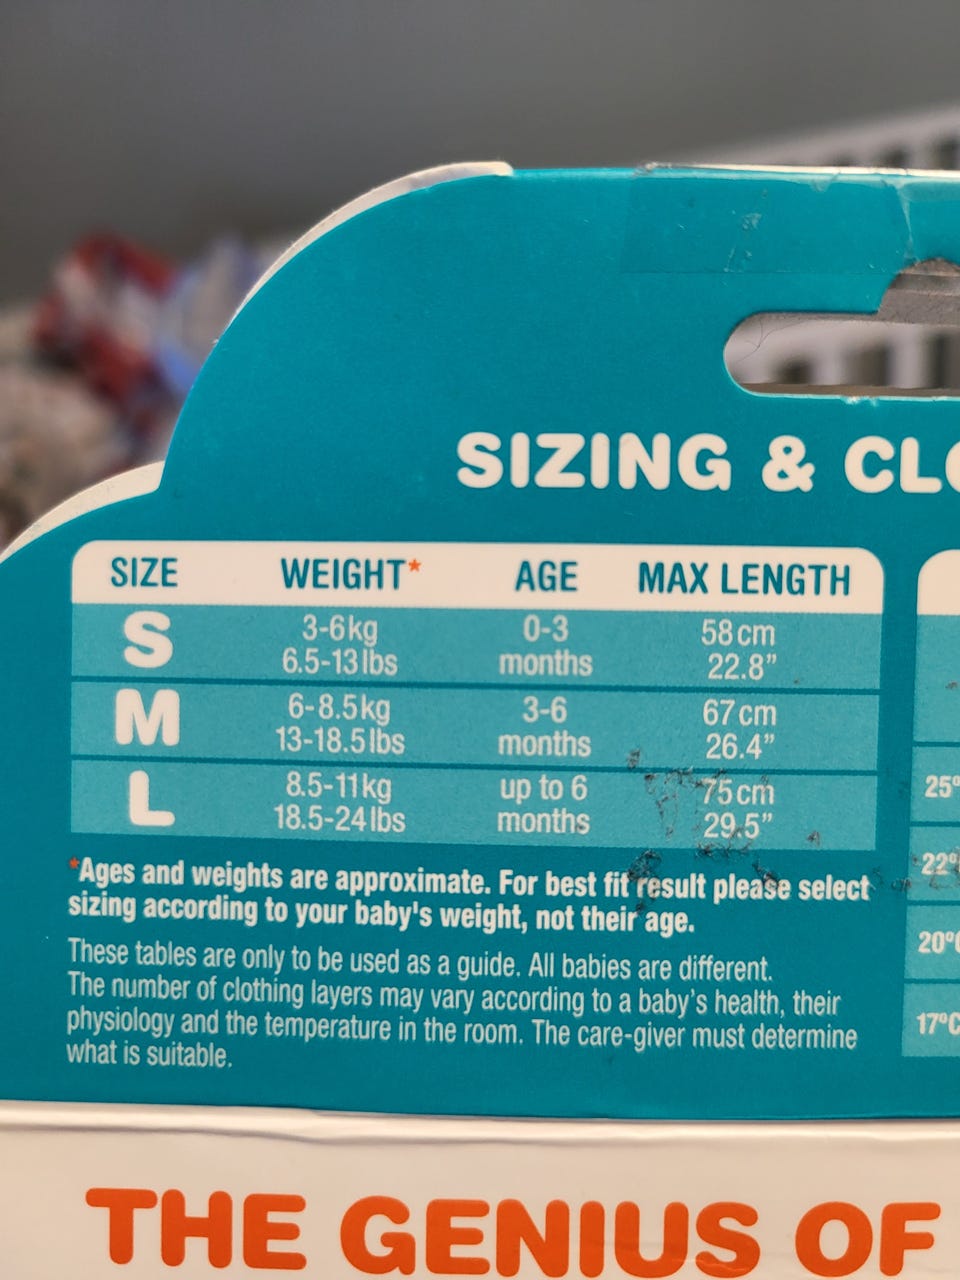 SIZING & CLO
SIZE WEIGHT* AGE MAX LENGTH
S 3-6kg 0-3 58cm
6.5-13lbs months 22.8"
M 6-8.5kg 3-6 67cm
13-18.5lbs months 26.4"
L 8.5-11kg up to 6 75cm
18.5-24lbs months 29.5"
*Ages and weights are approximate. For best fit result please select
sizing according to your baby's weight, not their age.
These tables are only to be used as a guide. All babies are different.
The number of clothing layers may vary according to a baby's health, their
physiology and the temperature in the room. The care-giver must determine
what is suitable.
25°
22°
20°C
17°C
THE GENIUS OF